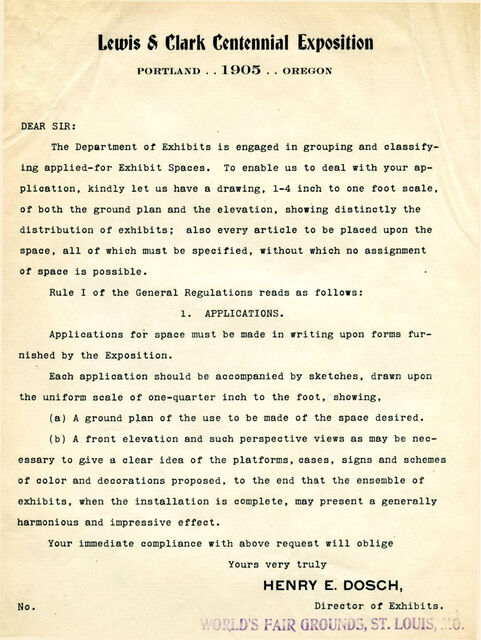 Lewis & Clark Centennial Exposition
PORTLAND . . 1905 . . OREGON
DEAR SIR:
The Department of Exhibits is engaged in grouping and classify-
ing applied-for Exhibit Spaces. To enable us to deal with your ap-
plication, kindly let us have a drawing, 1-4 inch to one foot scale,
of both the ground plan and the elevation, showing distinctly the
distribution of exhibits; also every article to be placed upon the
space, all of which must be specified, without which no assignment
of space is possible.
Rule I of the General Regulations reads as follows:
1. APPLICATIONS.
Applications for space must be made in writing upon forms fur-
nished by the Exposition.
Each application should be accompanied by sketches, drawn upon
the uniform scale of one-quarter inch to the foot, showing,
(a) A ground plan of the use to be made of the space desired.
(b) A front elevation and such perspective views as may be nec-
essary to give a clear idea of the platforms, cases, signs and schemes
of color and decorations proposed, to the end that the ensemble of
exhibits, when the installation is complete, may present a generally
harmonious and impressive effect.
Your immediate compliance with above request will oblige
Yours very truly
HENRY E. DOSCH,
No. Director of Exhibits.
WORLD'S FAIR GROUNDS, ST. LOUIS, MO.